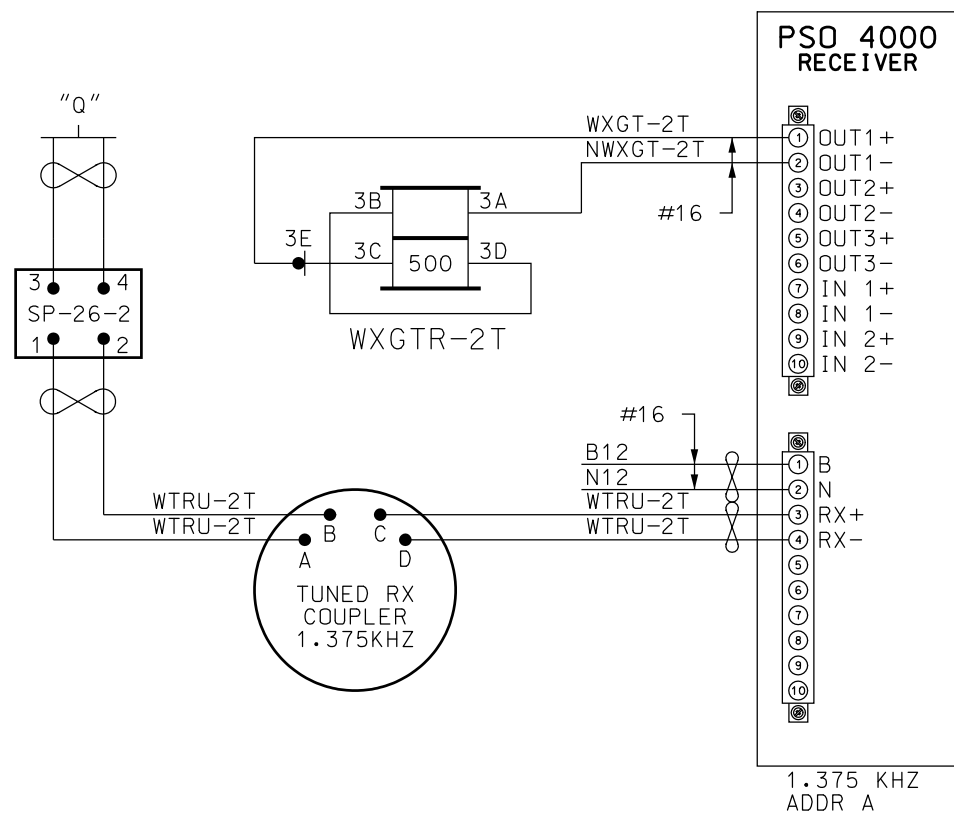 PSO 4000
RECEIVER
"Q"
WXGT-2T
NWXGT-2T
#16
1 OUT1+
2 OUT1-
3 OUT2+
4 OUT2-
5 OUT3+
6 OUT3-
7 IN 1+
8 IN 1-
9 IN 2+
10 IN 2-
3B
3A
3E
3C
500
3D
WXGTR-2T
3
4
SP-26-2
1
2
#16
B12
N12
WTRU-2T
WTRU-2T
1 B
2 N
3 RX+
4 RX-
5
6
7
8
9
10
WTRU-2T
WTRU-2T
B
C
A
D
TUNED RX
COUPLER
1.375KHZ
1.375 KHZ
ADDR A